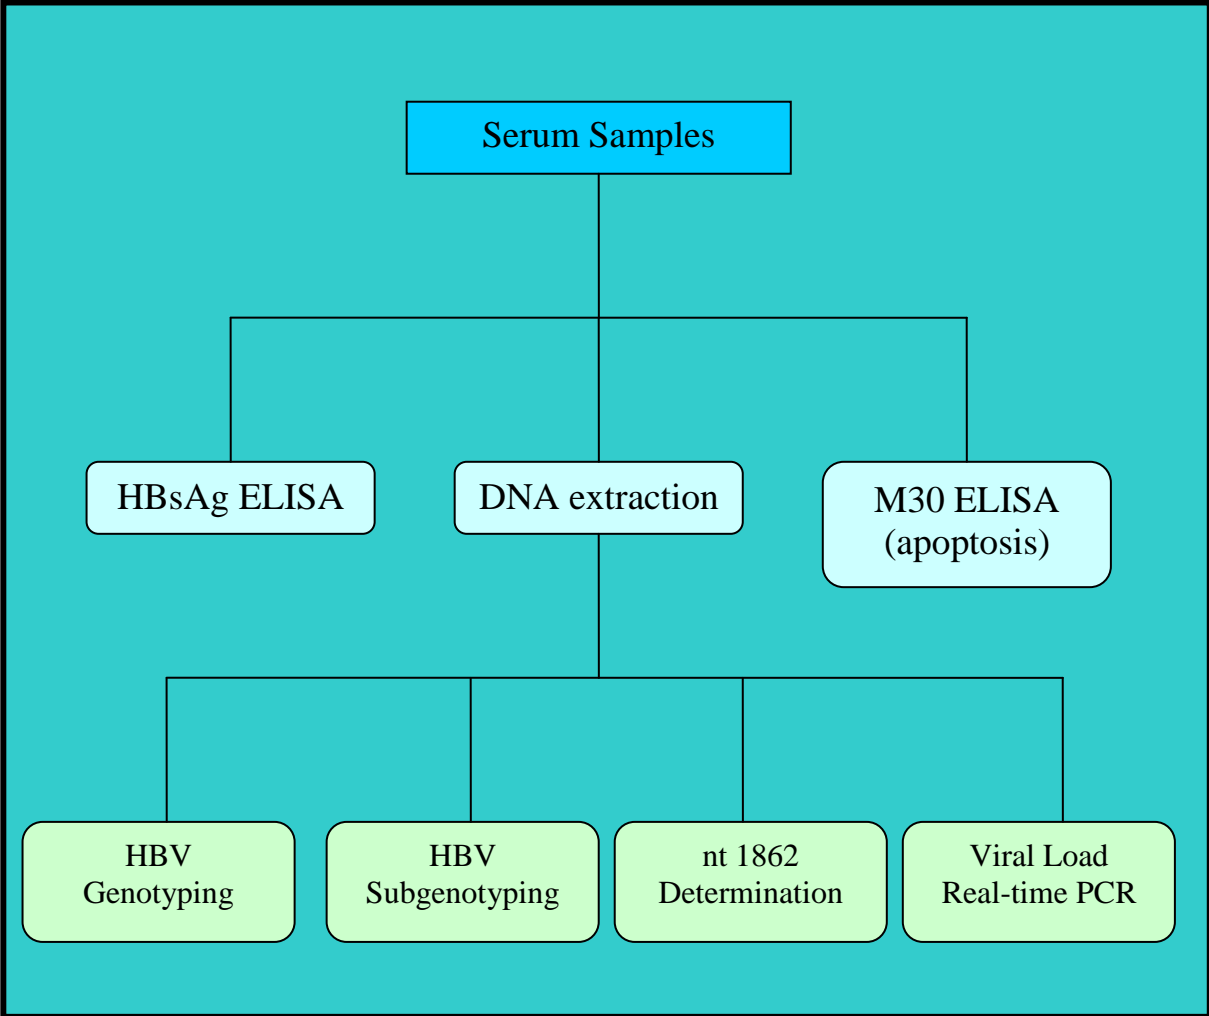 Serum Samples
HBsAg ELISA
DNA extraction
M30 ELISA
(apoptosis)
HBV
Genotyping
HBV
Subgenotyping
nt 1862
Determination
Viral Load
Real-time PCR